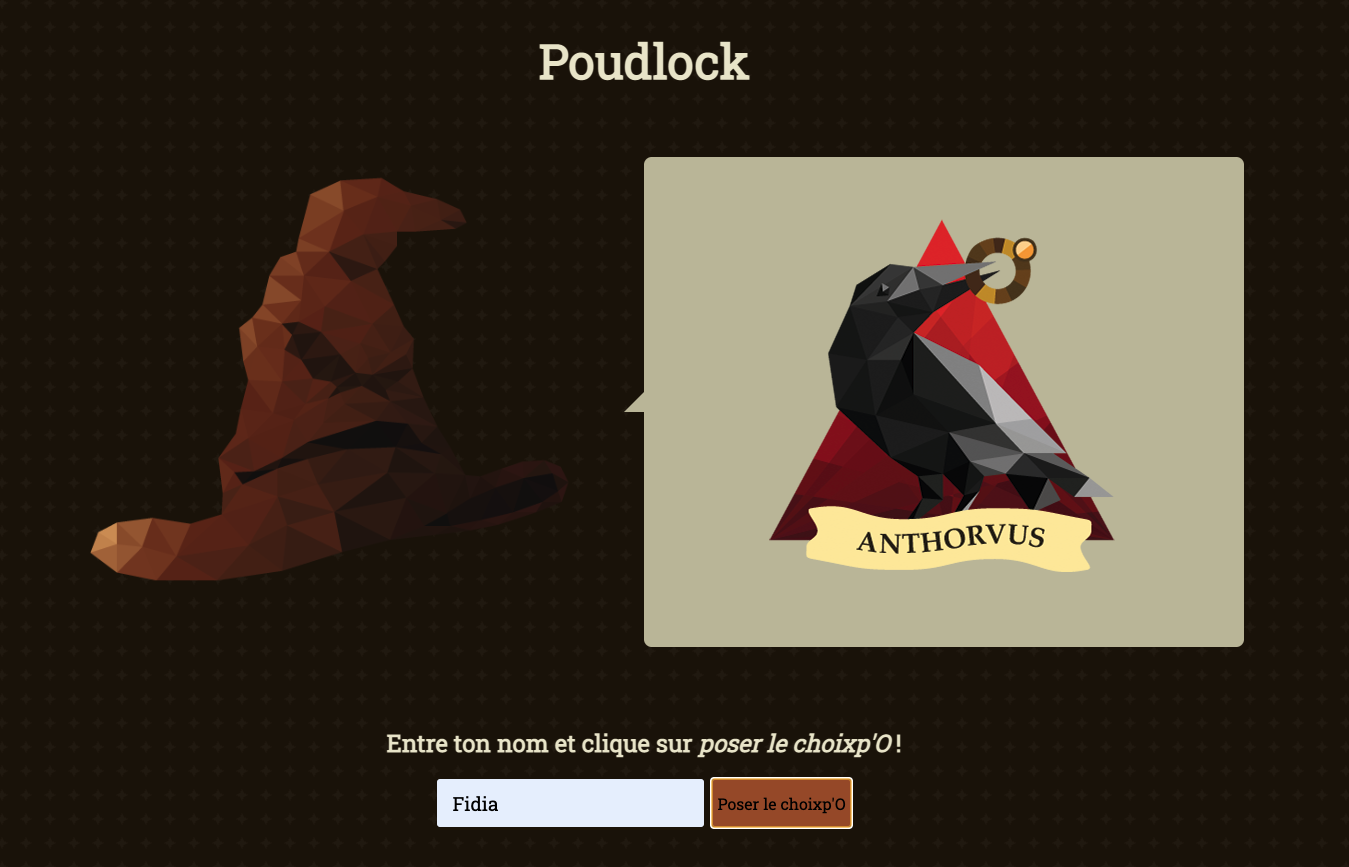 Poudlock
ANTHORVUS
Entre ton nom et clique sur poser le choixp'O !
Fidia
Poser le choixp'O